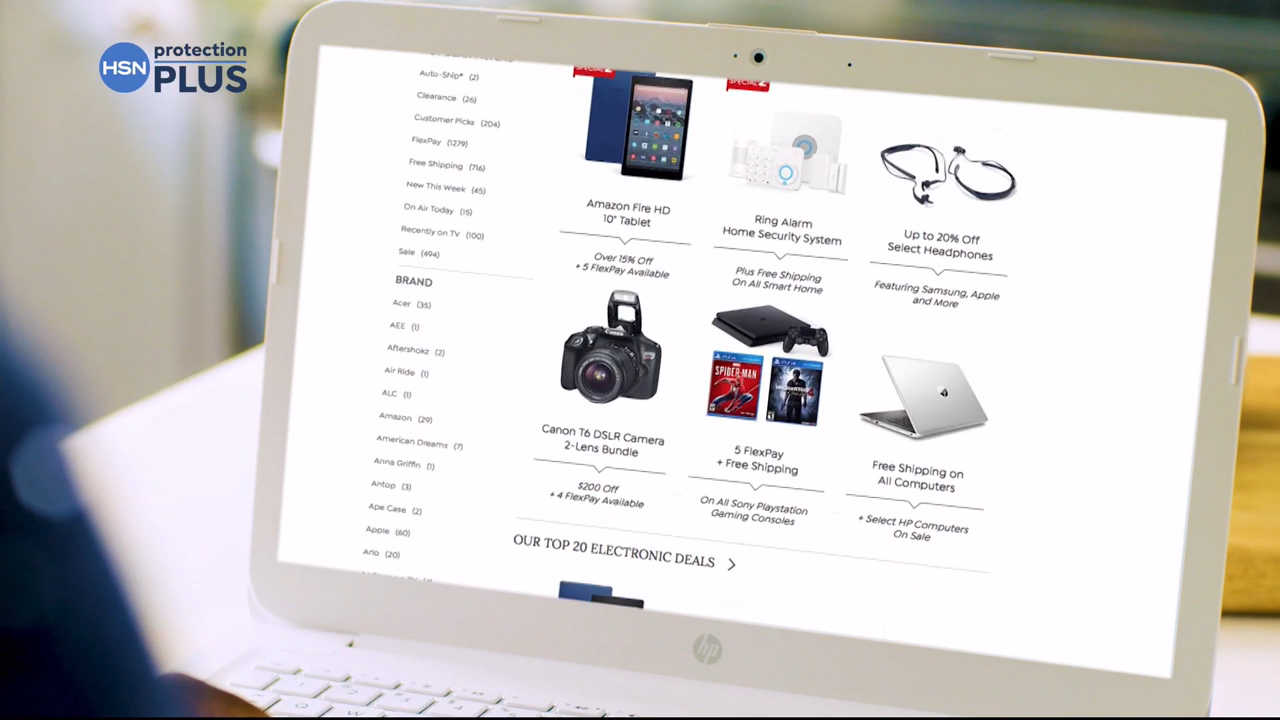 HSN protection
PLUS
Auto-Ship® (2)
Clearance (26)
Customer Picks (204)
FlexPay (1279)
Free Shipping (716)
New This Week (45)
On Air Today (15)
Recently on TV (100)
Sale (494)
BRAND
Acer (35)
AEE (1)
Aftershokz (2)
Air Ride (1)
ALC (1)
Amazon (29)
American Dreams (7)
Anna Griffin (1)
Antop (3)
Ape Case (2)
Apple (60)
Arlo (20)
Amazon Fire HD
10" Tablet
Over 15% Off
+ 5 FlexPay Available
Ring Alarm
Home Security System
Plus Free Shipping
On All Smart Home
Up to 20% Off
Select Headphones
Featuring Samsung, Apple
and More
Canon T6 DSLR Camera
2-Lens Bundle
$200 Off
+ 4 FlexPay Available
SPIDER-MAN
5 FlexPay
+ Free Shipping
On All Sony Playstation
Gaming Consoles
Free Shipping on
All Computers
+ Select HP Computers
On Sale
OUR TOP 20 ELECTRONIC DEALS >
hp